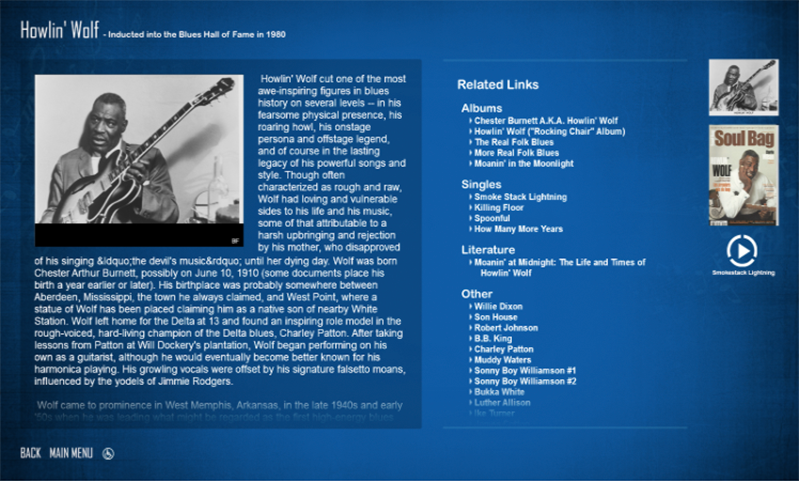 Howlin' Wolf - Inducted into the Blues Hall of Fame in 1980
Howlin' Wolf cut one of the most
awe-inspiring figures in blues
history on several levels -- in his
fearsome physical presence, his
roaring howl, his onstage
persona and offstage legend,
and of course in the lasting
legacy of his powerful songs and
style. Though often
characterized as rough and raw,
Wolf had loving and vulnerable
sides to his life and his music,
some of that attributable to a
harsh upbringing and rejection
by his mother, who disapproved
of his singing &ldquo;the devil's music&rdquo; until her dying day. Wolf was born
Chester Arthur Burnett, possibly on June 10, 1910 (some documents place his
birth a year earlier or later). His birthplace was probably somewhere between
Aberdeen, Mississippi, the town he always claimed, and West Point, where a
statue of Wolf has been placed claiming him as a native son of nearby White
Station. Wolf left home for the Delta at 13 and found an inspiring role model in the
rough-voiced, hard-living champion of the Delta blues, Charley Patton. After taking
lessons from Patton at Will Dockery's plantation, Wolf began performing on his
own as a guitarist, although he would eventually become better known for his
harmonica playing. His growling vocals were offset by his signature falsetto moans,
influenced by the yodels of Jimmie Rodgers.
Wolf came to prominence in West Memphis, Arkansas, in the late 1940s and early
'50s when he was leading what might be regarded as the first high-energy blues
Related Links
Albums
Chester Burnett A.K.A. Howlin' Wolf
Howlin' Wolf ("Rocking Chair" Album)
The Real Folk Blues
More Real Folk Blues
Moanin' in the Moonlight
Singles
Smoke Stack Lightning
Killing Floor
Spoonful
How Many More Years
Literature
Moanin' at Midnight: The Life and Times of
Howlin' Wolf
Other
Willie Dixon
Son House
Robert Johnson
B.B. King
Charley Patton
Muddy Waters
Sonny Boy Williamson #1
Sonny Boy Williamson #2
Bukka White
Luther Allison
Ike Turner
Soul Bag
WOLF
Smokestack Lightning
BACK MAIN MENU